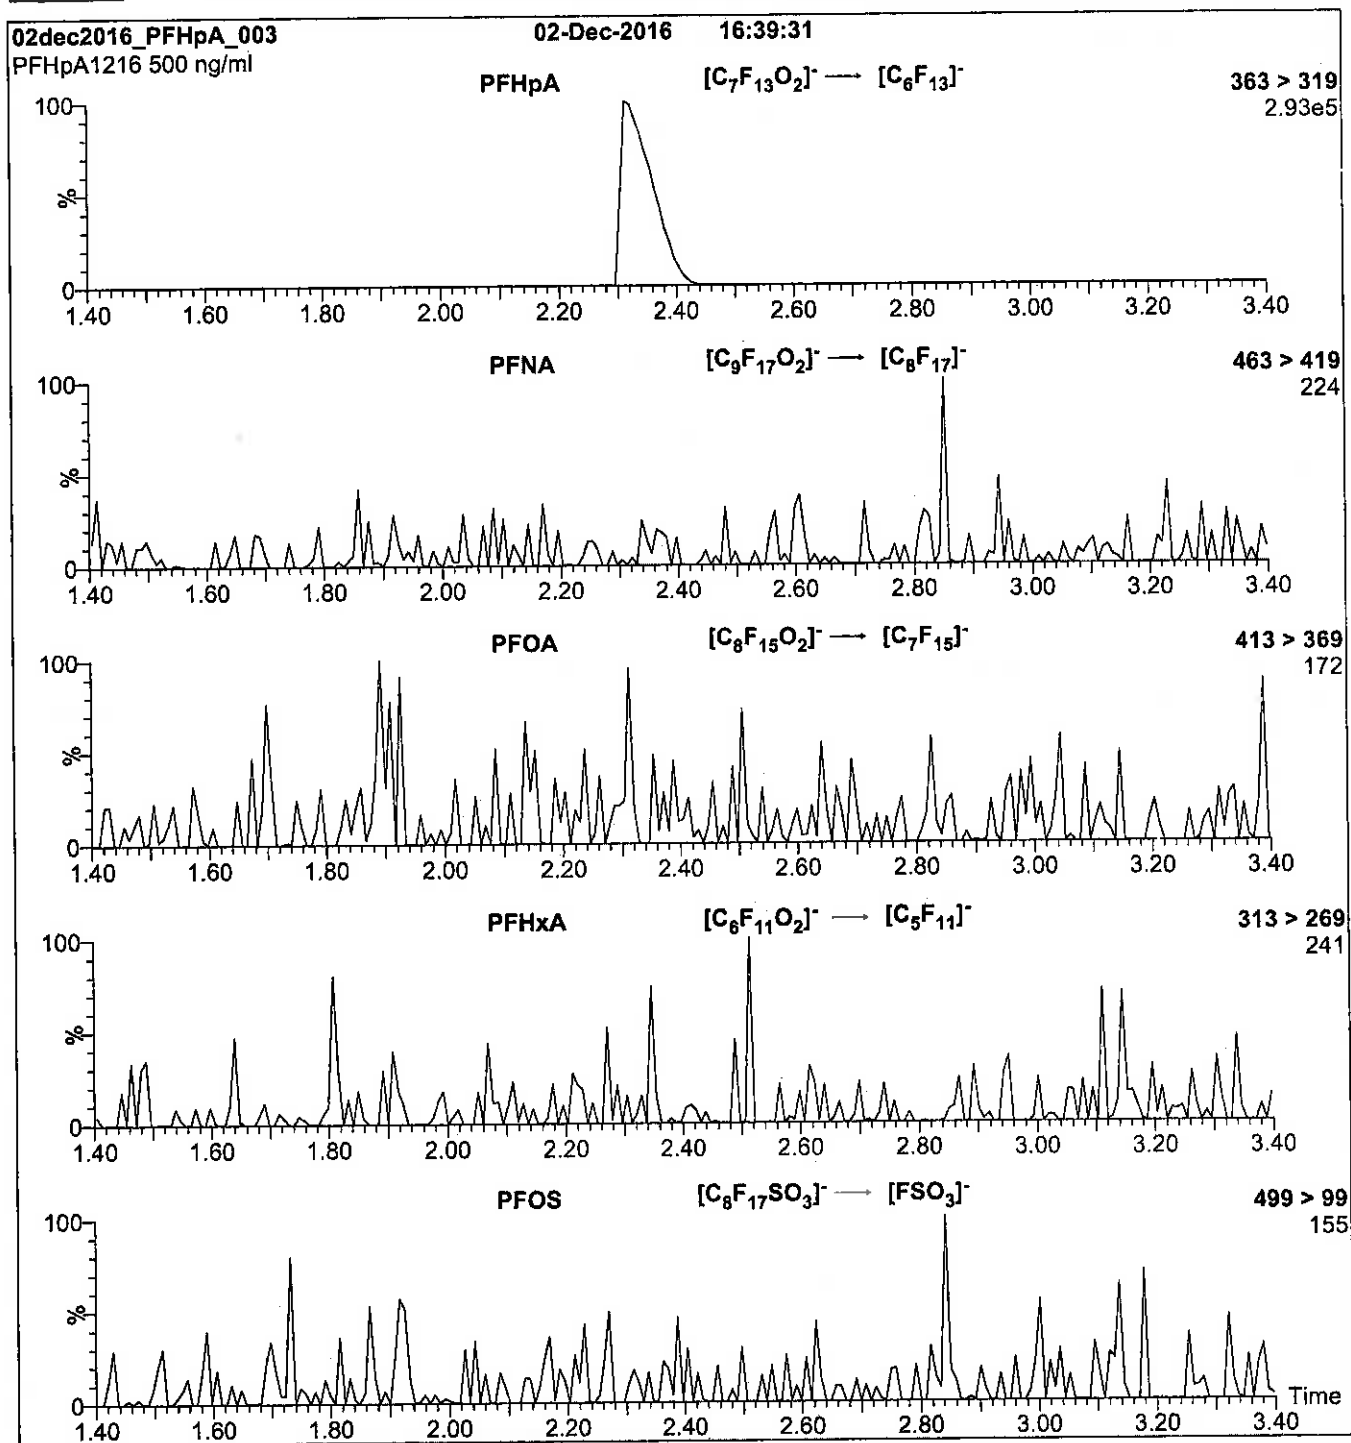 02dec2016_PFHpA_003 02-Dec-2016 16:39:31
PFHpA1216 500 ng/ml
PFHpA [C₇F₁₃O₂]⁻ → [C₆F₁₃]⁻ 363 > 319
2.93e5
100
%
0
1.40 1.60 1.80 2.00 2.20 2.40 2.60 2.80 3.00 3.20 3.40
PFNA [C₉F₁₇O₂]⁻ → [C₈F₁₇]⁻ 463 > 419
224
100
%
0
1.40 1.60 1.80 2.00 2.20 2.40 2.60 2.80 3.00 3.20 3.40
PFOA [C₈F₁₅O₂]⁻ → [C₇F₁₅]⁻ 413 > 369
172
100
%
0
1.40 1.60 1.80 2.00 2.20 2.40 2.60 2.80 3.00 3.20 3.40
PFHxA [C₆F₁₁O₂]⁻ → [C₅F₁₁]⁻ 313 > 269
241
100
%
0
1.40 1.60 1.80 2.00 2.20 2.40 2.60 2.80 3.00 3.20 3.40
PFOS [C₈F₁₇SO₃]⁻ → [FSO₃]⁻ 499 > 99
155
100
%
0 Time
1.40 1.60 1.80 2.00 2.20 2.40 2.60 2.80 3.00 3.20 3.40